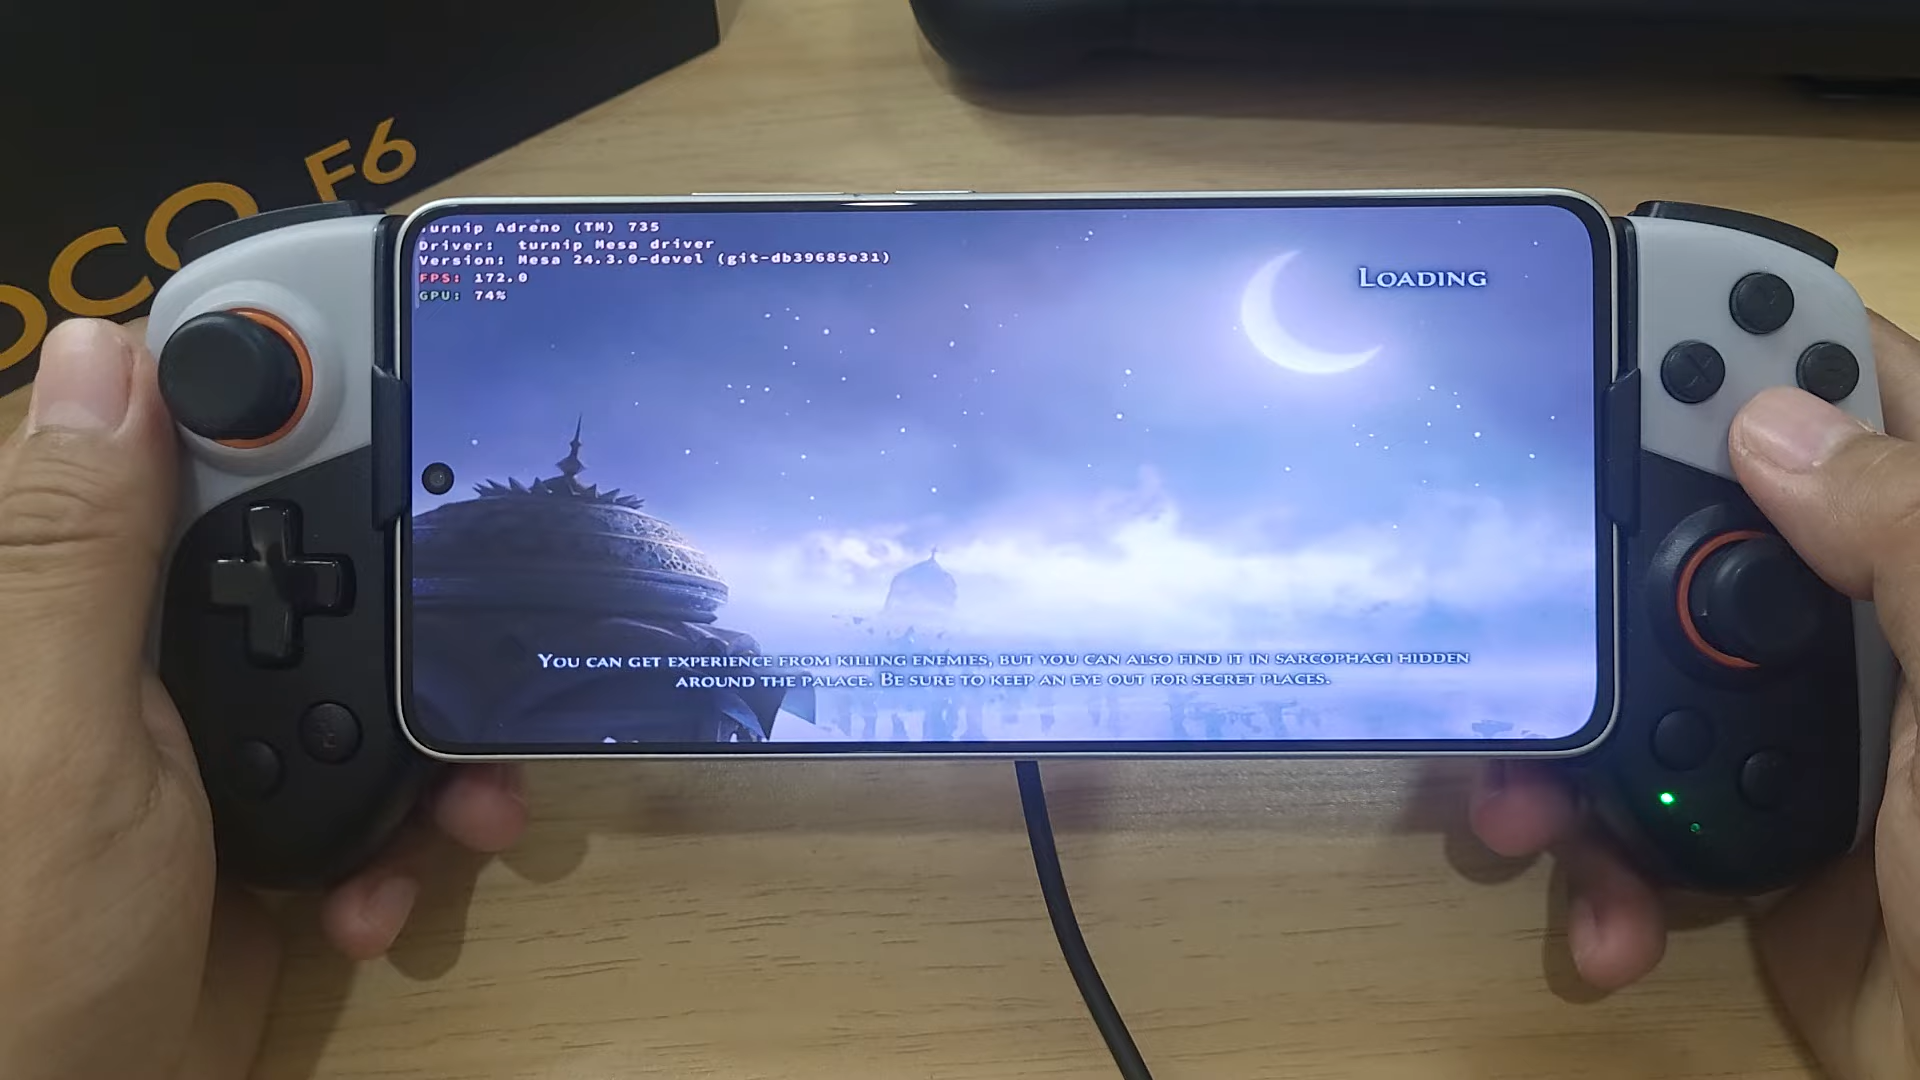 OCO F6
Turnip Adreno (TM) 735
Driver: turnip Mesa driver
Version: Mesa 24.3.0-devel (git-db39685e31)
FPS: 172.0
GPU: 74%
LOADING
YOU CAN GET EXPERIENCE FROM KILLING ENEMIES, BUT YOU CAN ALSO FIND IT IN SARCOPHAGI HIDDEN
AROUND THE PALACE. BE SURE TO KEEP AN EYE OUT FOR SECRET PLACES.
X